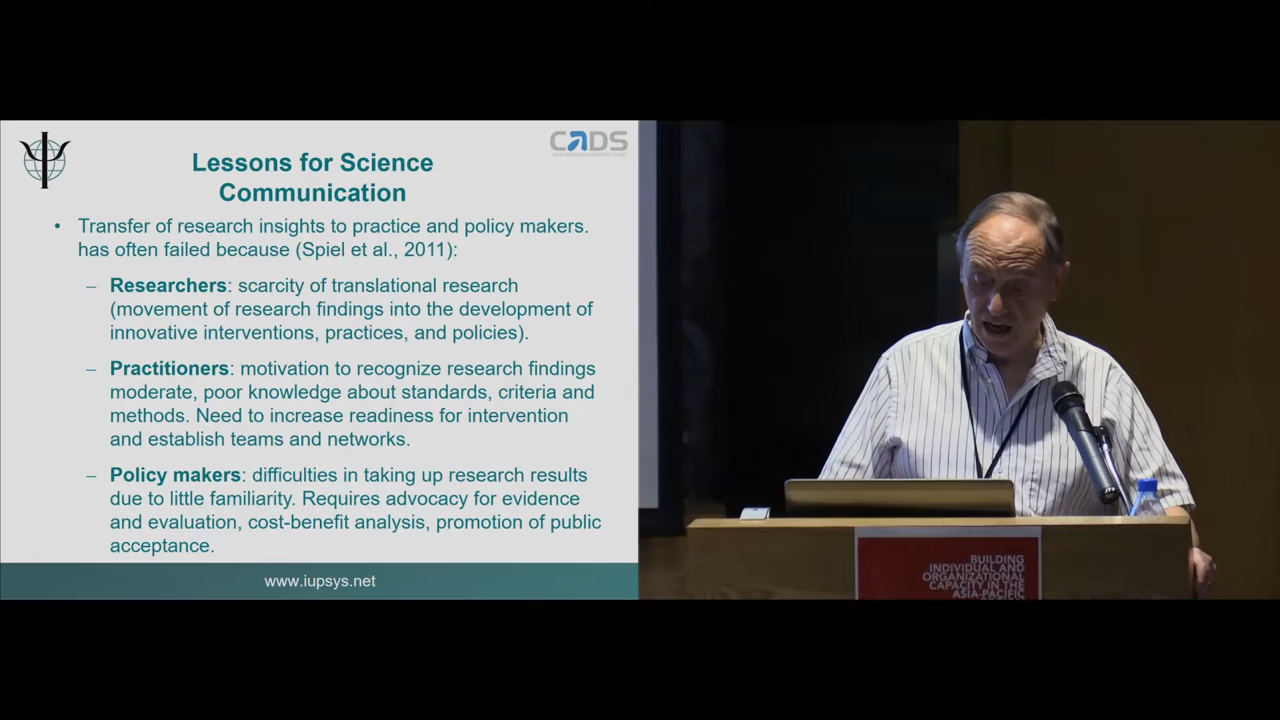 CADS
Lessons for Science
Communication
• Transfer of research insights to practice and policy makers.
has often failed because (Spiel et al., 2011):
– Researchers: scarcity of translational research
(movement of research findings into the development of
innovative interventions, practices, and policies).
– Practitioners: motivation to recognize research findings
moderate, poor knowledge about standards, criteria and
methods. Need to increase readiness for intervention
and establish teams and networks.
– Policy makers: difficulties in taking up research results
due to little familiarity. Requires advocacy for evidence
and evaluation, cost-benefit analysis, promotion of public
acceptance.
www.iupsys.net
BUILDING
INDIVIDUAL AND
ORGANIZATIONAL
CAPACITY IN THE
ASIA-PACIFIC